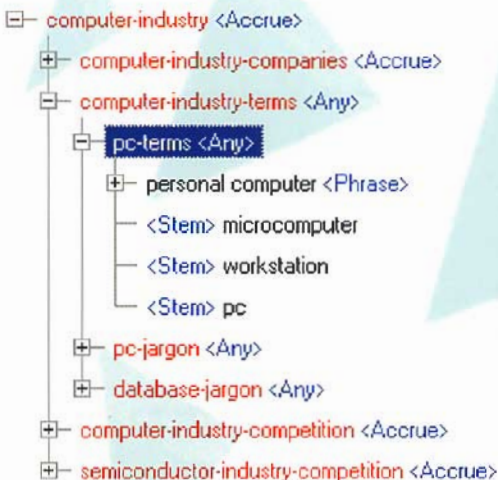 computer-industry <Accrue>
computer-industry-companies <Accrue>
computer-industry-terms <Any>
pc-terms <Any>
personal computer <Phrase>
<Stem> microcomputer
<Stem> workstation
<Stem> pc
pc-jargon <Any>
database-jargon <Any>
computer-industry-competition <Accrue>
semiconductor-industry-competition <Accrue>